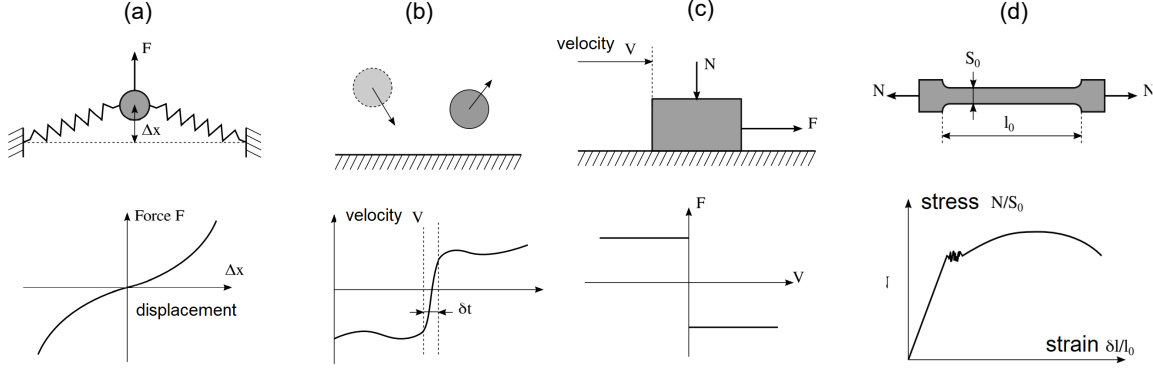 (a)
(b)
(c)
(d)
F
Δx
velocity V
N
F
N
S₀
N
l₀
Force F
Δx
displacement
velocity V
δt
F
V
stress N/S₀
strain δl/l₀